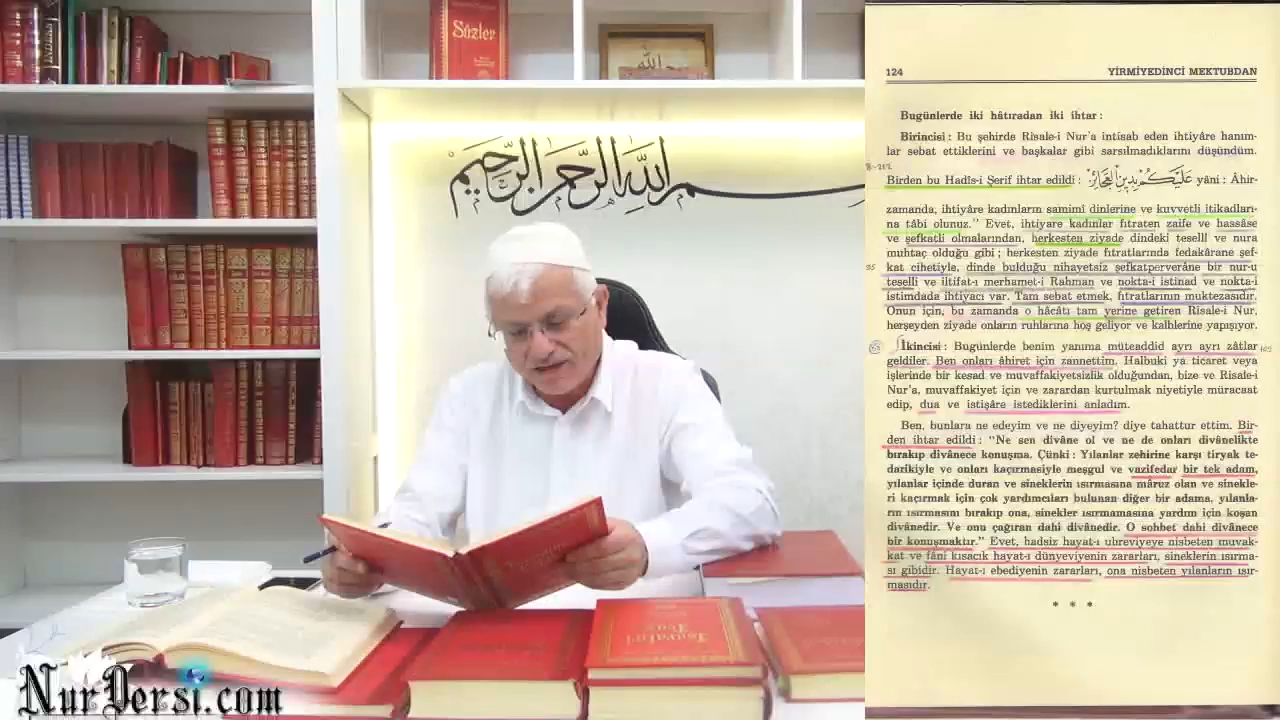 Sözler
بسم الله الرحمن الرحيم
NurDersi.com
124 YİRMİYEDİNCİ MEKTUBDAN
Bugünlerde iki hâtıradan iki ihtar :
Birincisi : Bu şehirde Risale-i Nur'a intisab eden ihtiyâre hanım-
lar sebat ettiklerini ve başkalar gibi sarsılmadıklarını düşündüm.
Birden bu Hadîs-i Şerif ihtar edildi : عَلَيْكُمْ بِدِينِ الْعَجَائِزِ yâni : Âhir-
zamanda, ihtiyâre kadınların samimî dinlerine ve kuvvetli itikadları-
na tâbi olunuz." Evet, ihtiyare kadınlar fıtraten zaife ve hassâse
ve şefkatli olmalarından, herkesten ziyade dindeki tesellî ve nura
muhtaç olduğu gibi ; herkesten ziyade fıtratlarında fedakârane şef-
kat cihetiyle, dinde bulduğu nihayetsiz şefkatperverâne bir nur-u
teselli ve iltifat-ı merhamet-i Rahman ve nokta-i istinad ve nokta-i
istimdada ihtiyacı var. Tam sebat etmek, fıtratlarının muktezasıdır.
Onun için, bu zamanda o hâcâtı tam yerine getiren Risale-i Nur,
herşeyden ziyade onların ruhlarına hoş geliyor ve kalblerine yapışıyor.
İkincisi : Bugünlerde benim yanıma müteaddid ayrı ayrı zâtlar
geldiler. Ben onları âhiret için zannettim. Halbuki ya ticaret veya
işlerinde bir kesad ve muvaffakiyetsizlik olduğundan, bize ve Risale-i
Nur'a, muvaffakiyet için ve zarardan kurtulmak niyetiyle müracaat
edip, dua ve istişâre istediklerini anladım.
Ben, bunlara ne edeyim ve ne diyeyim? diye tahattur ettim. Bir-
den ihtar edildi : "Ne sen divâne ol ve ne de onları divânelikte
bırakıp divânece konuşma. Çünki : Yılanlar zehirine karşı tiryak te-
darikiyle ve onları kaçırmasiyle meşgul ve vazifedar bir tek adam,
yılanlar içinde duran ve sineklerin ısırmasına mâruz olan ve sinekle-
ri kaçırmak için çok yardımcıları bulunan diğer bir adama, yılanla-
rın ısırmasını bırakıp ona, sinekler ısırmamasına yardım için koşan
divânedir. Ve onu çağıran dahi divânedir. O sohbet dahi divânece
bir konuşmaktır." Evet, hadsiz hayat-ı uhreviyeye nisbeten muvak-
kat ve fâni kısacık hayat-ı dünyeviyenin zararları, sineklerin ısırma-
sı gibidir. Hayat-ı ebediyenin zararları, ona nisbeten yılanların ısır-
masıdır.
* * *